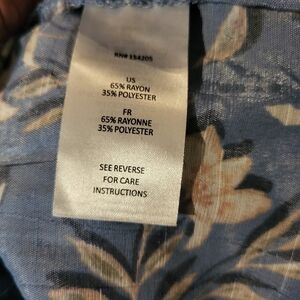 RN# 154205
US
65% RAYON
35% POLYESTER
FR
65% RAYONNE
35% POLYESTER
SEE REVERSE
FOR CARE
INSTRUCTIONS